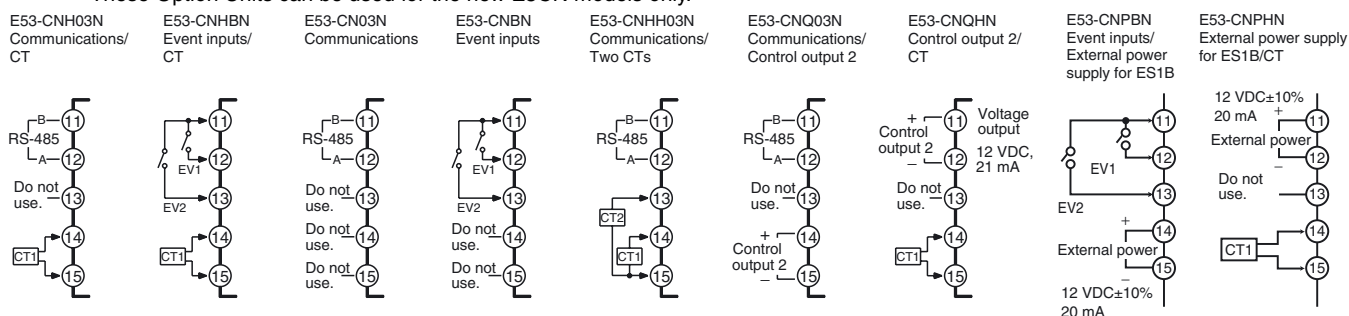 These Option Units can be used for the new E5CN models only.
E53-CNH03N
Communications/
CT
B
11
RS-485
A
12
Do not
use.
13
14
CT1
15
E53-CNHBN
Event inputs/
CT
11
12
EV1
13
EV2
14
CT1
15
E53-CN03N
Communications
B
11
RS-485
A
12
Do not
use.
13
Do not
use.
14
Do not
use.
15
E53-CNBN
Event inputs
11
12
EV1
13
EV2
Do not
use.
14
Do not
use.
15
E53-CNHH03N
Communications/
Two CTs
B
11
RS-485
A
12
13
CT2
14
CT1
15
E53-CNQ03N
Communications/
Control output 2
B
11
RS-485
A
12
Do not
use.
13
+
14
Control
output 2
−
15
E53-CNQHN
Control output 2/
CT
+
11
Control
output 2
−
12
Voltage
output
12 VDC,
21 mA
Do not
use.
13
14
CT1
15
E53-CNPBN
Event inputs/
External power
supply for ES1B
11
12
EV1
13
EV2
+
14
External power
15
−
12 VDC±10%
20 mA
E53-CNPHN
External power supply
for ES1B/CT
12 VDC±10%
20 mA
+
11
External power
12
−
Do not
use.
13
14
CT1
15